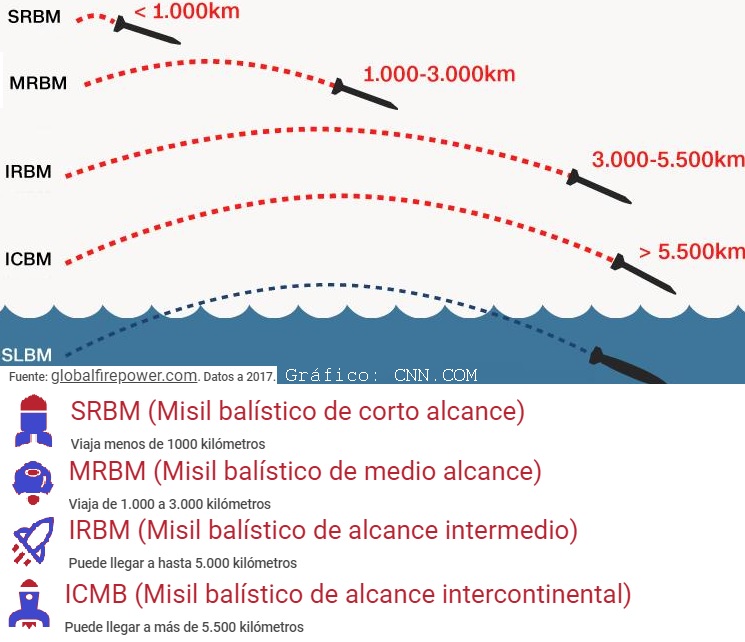 SRBM
< 1.000km
MRBM
1.000-3.000km
IRBM
3.000-5.500km
ICBM
> 5.500km
SLBM
Fuente: globalfirepower.com. Datos a 2017. Gráfico: CNN.COM
SRBM (Misil balístico de corto alcance)
Viaja menos de 1000 kilómetros
MRBM (Misil balístico de medio alcance)
Viaja de 1.000 a 3.000 kilómetros
IRBM (Misil balístico de alcance intermedio)
Puede llegar a hasta 5.000 kilómetros
ICMB (Misil balístico de alcance intercontinental)
Puede llegar a más de 5.500 kilómetros